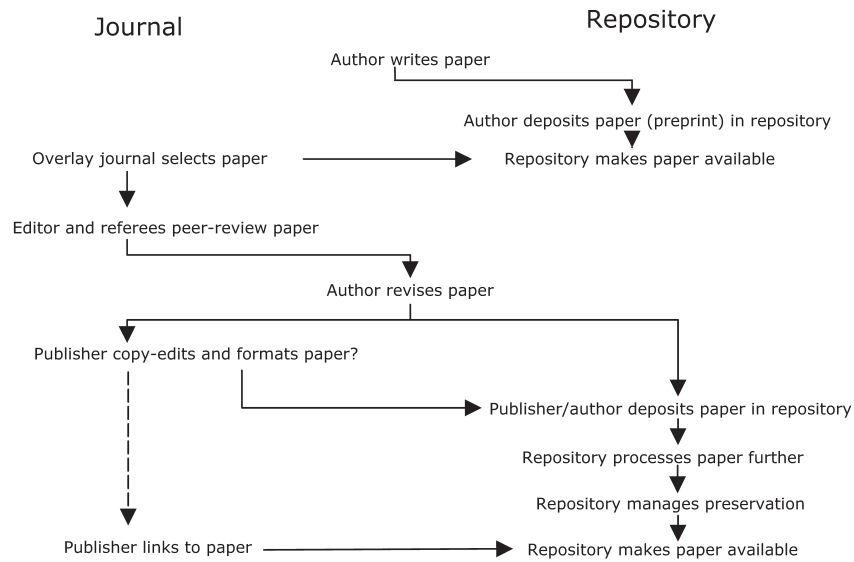 Journal
Repository
Author writes paper
Author deposits paper (preprint) in repository
Overlay journal selects paper
Repository makes paper available
Editor and referees peer-review paper
Author revises paper
Publisher copy-edits and formats paper?
Publisher/author deposits paper in repository
Repository processes paper further
Repository manages preservation
Publisher links to paper
Repository makes paper available